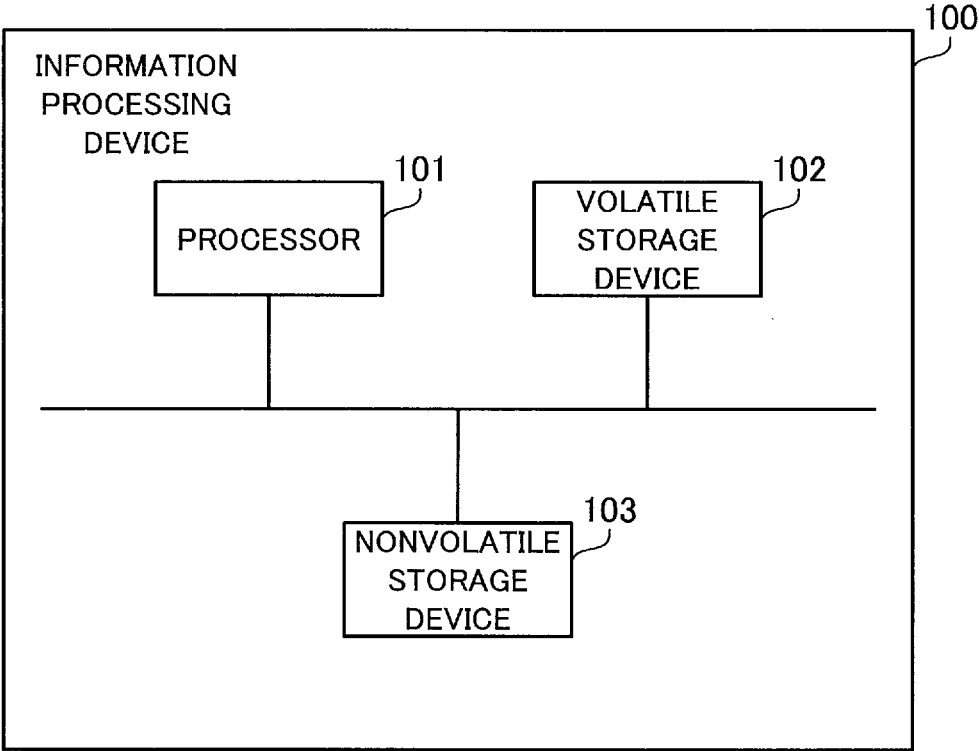 100
INFORMATION
PROCESSING
DEVICE
101
PROCESSOR
102
VOLATILE
STORAGE
DEVICE
103
NONVOLATILE
STORAGE
DEVICE